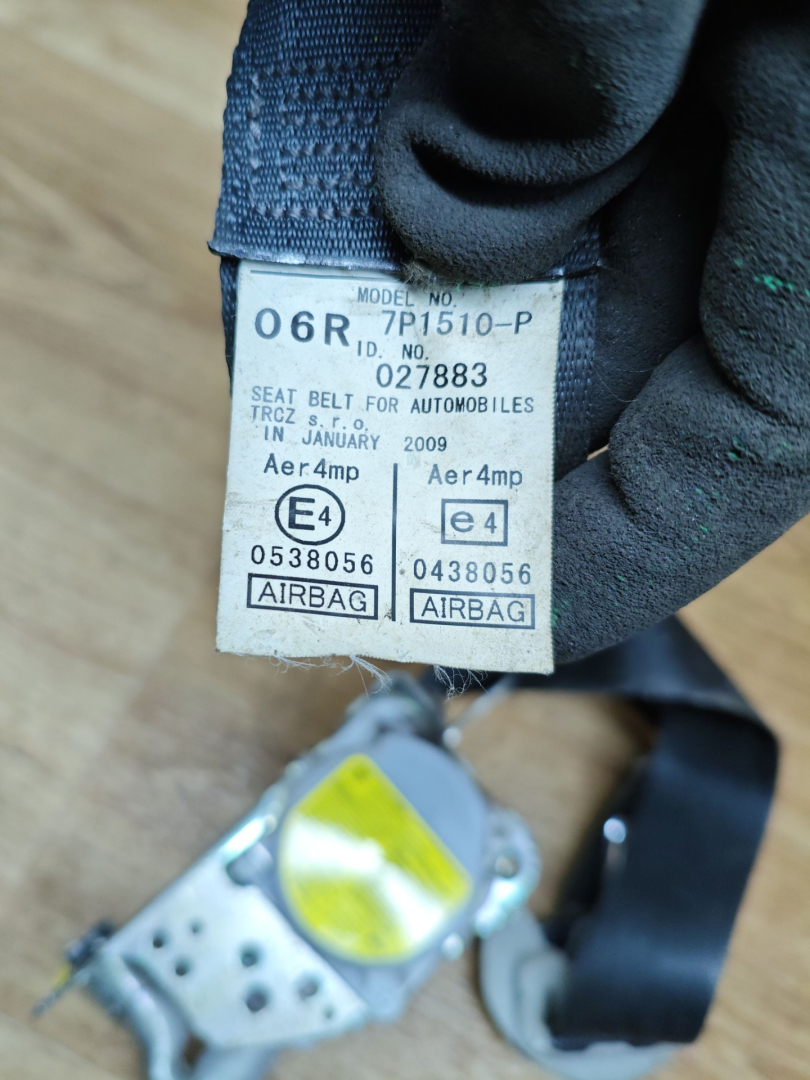 MODEL NO.
06R 7P1510-P
ID. NO.
027883
SEAT BELT FOR AUTOMOBILES
TRCZ s.r.o.
IN JANUARY 2009
Aer4mp
E4
0538056
AIRBAG
Aer4mp
e4
0438056
AIRBAG